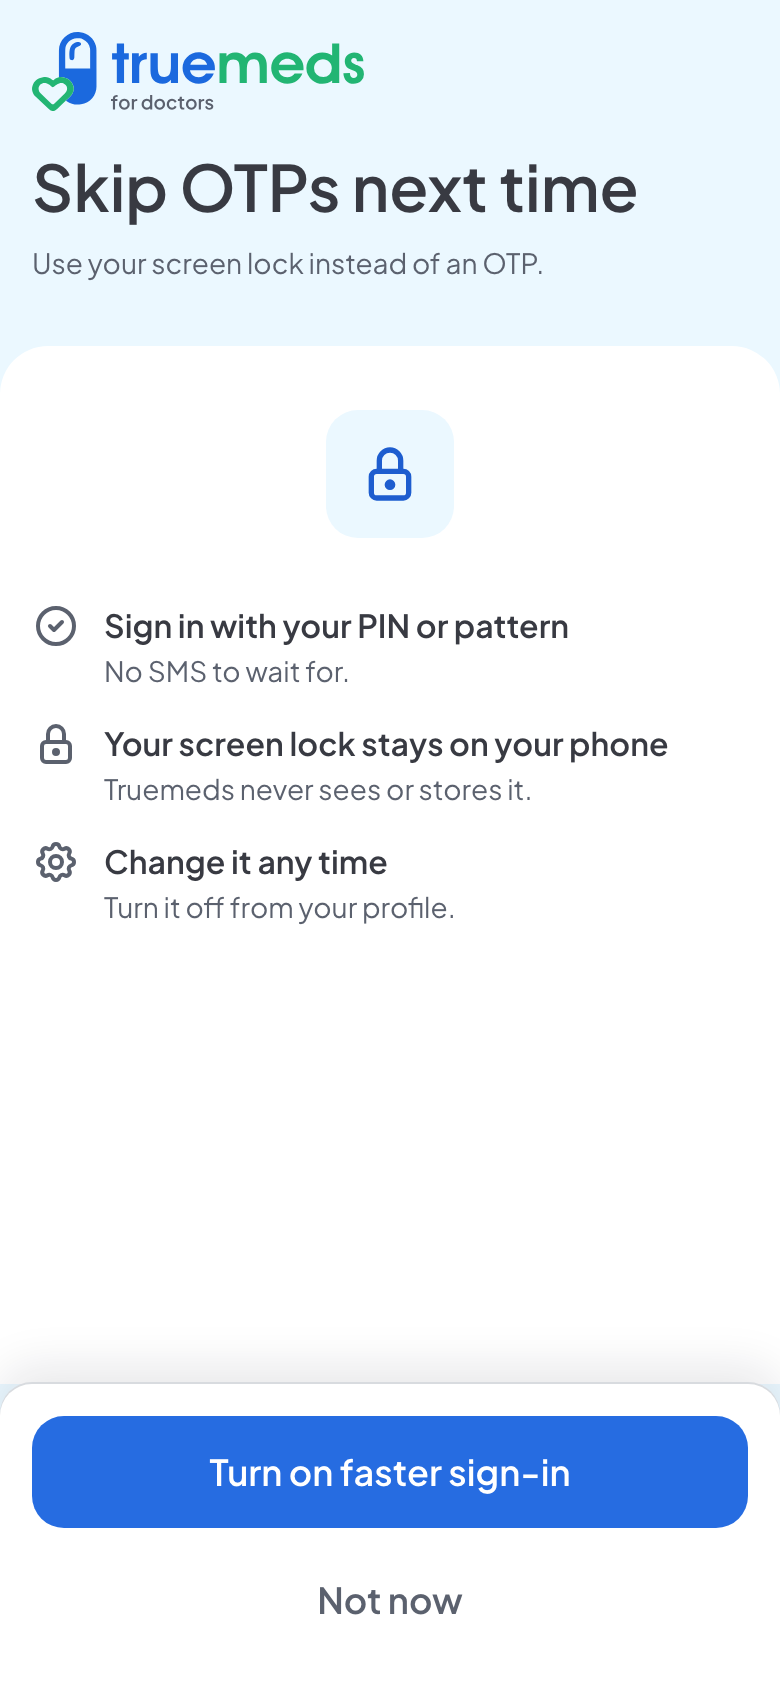 truemeds
for doctors
Skip OTPs next time
Use your screen lock instead of an OTP.
Sign in with your PIN or pattern
No SMS to wait for.
Your screen lock stays on your phone
Truemeds never sees or stores it.
Change it any time
Turn it off from your profile.
Turn on faster sign-in
Not now